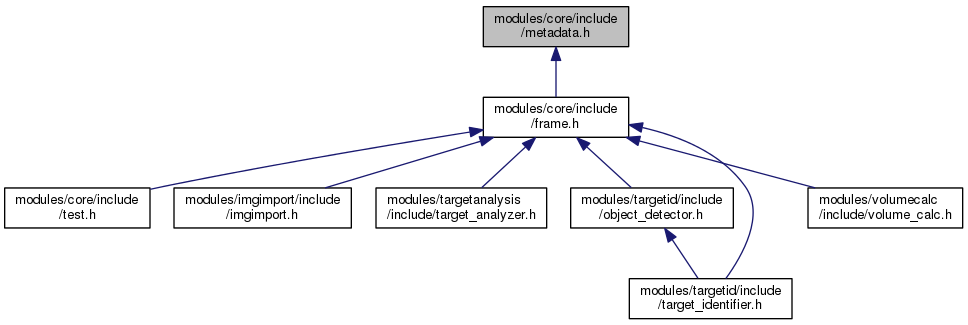 modules/core/include
/metadata.h
modules/core/include
/frame.h
modules/core/include
/test.h
modules/imgimport/include
/imgimport.h
modules/targetanalysis
/include/target_analyzer.h
modules/targetid/include
/object_detector.h
modules/volumecalc
/include/volume_calc.h
modules/targetid/include
/target_identifier.h